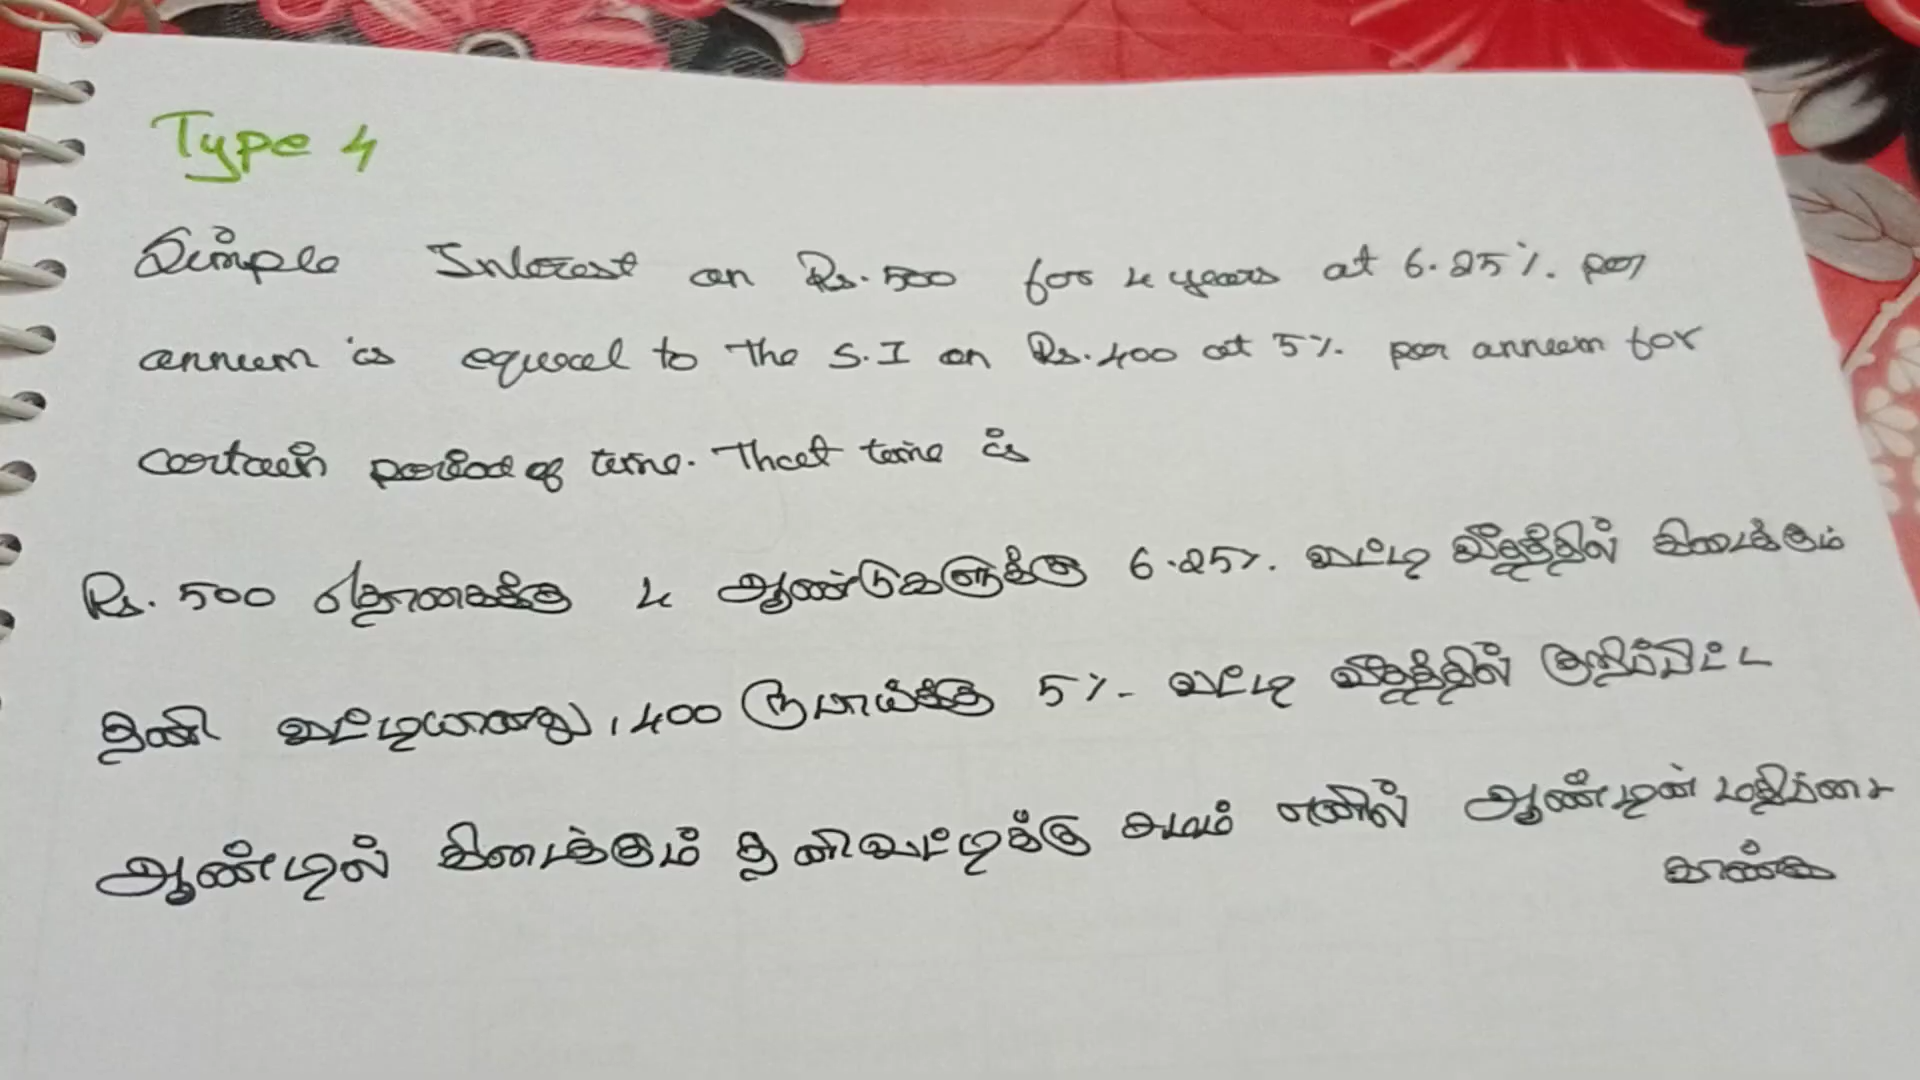 Type 4
Simple Interest on Rs. 500 for 4 years at 6.25%. per
annum is equal to the S.I on Rs. 400 at 5%. per annum for
certain period of time. That time is
Rs. 500 தொகைக்கு 4 ஆண்டுகளுக்கு 6.25%. வட்டி வீதத்தில் கிடைக்கும்
தனி வட்டியானது, 400 ரூபாய்க்கு 5%. வட்டி வீதத்தில் குறிப்பிட்ட
ஆண்டில் கிடைக்கும் தனிவட்டிக்கு சமம் எனில் ஆண்டின் மதிப்பை
காண்க